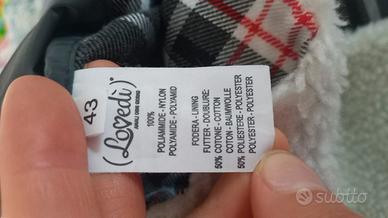 43
(Lovedì)
100%
POLIAMMIDE-NYLON
POLYAMIDE-POLYAMID
FODERA-LINING
FUTTER-DOUBLURE:
50% COTONE-COTTON
COTON-BAUMWOLLE
50% POLIESTERE-POLYESTER
POLYESTER-POLYESTER
subito